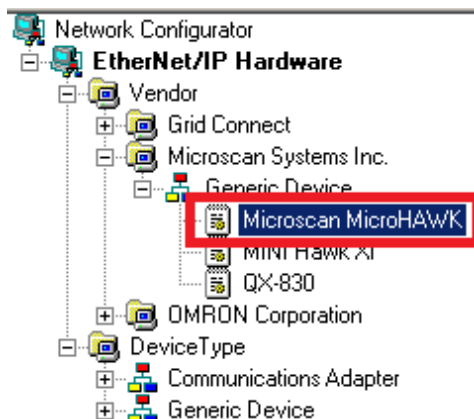 Network Configurator
EtherNet/IP Hardware
Vendor
Grid Connect
Microscan Systems Inc.
Generic Device
Microscan MicroHAWK
MINI Hawk XI
QX-830
OMRON Corporation
DeviceType
Communications Adapter
Generic Device